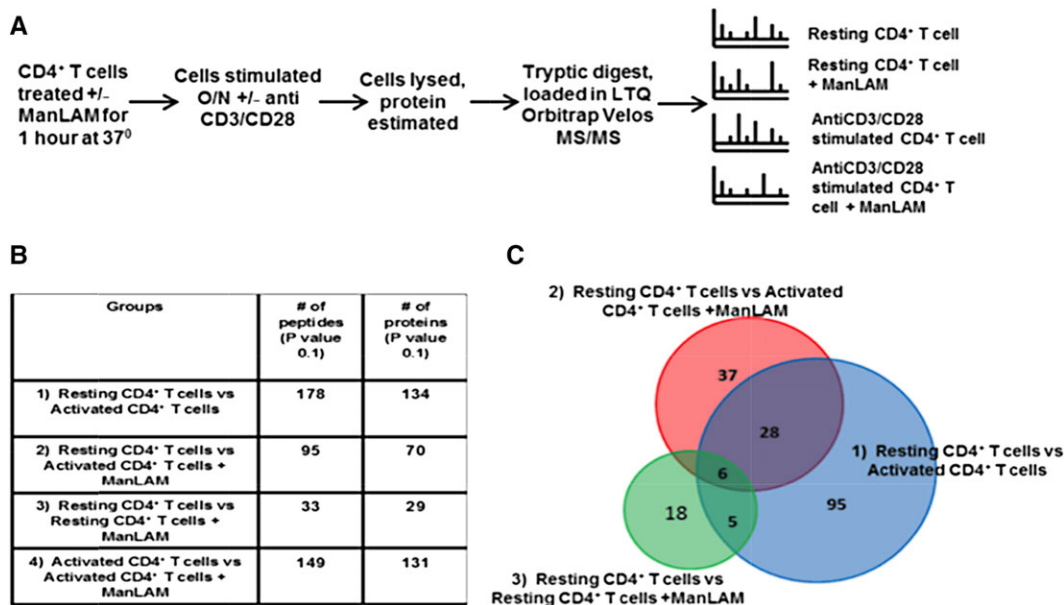 A
CD4⁺ T cells
treated +/-
ManLAM for
1 hour at 37⁰
Cells stimulated
O/N +/- anti
CD3/CD28
Cells lysed,
protein
estimated
Tryptic digest,
loaded in LTQ
Orbitrap Velos
MS/MS
Resting CD4⁺ T cell
Resting CD4⁺ T cell
+ ManLAM
AntiCD3/CD28
stimulated CD4⁺ T cell
AntiCD3/CD28
stimulated CD4⁺ T
cell + ManLAM
B
Groups
# of
peptides
(P value
0.1)
# of
proteins
(P value
0.1)
1) Resting CD4⁺ T cells vs
Activated CD4⁺ T cells
178
134
2) Resting CD4⁺ T cells vs
Activated CD4⁺ T cells +
ManLAM
95
70
3) Resting CD4⁺ T cells vs
Resting CD4⁺ T cells +
ManLAM
33
29
4) Activated CD4⁺ T cells vs
Activated CD4⁺ T cells +
ManLAM
149
131
C
2) Resting CD4⁺ T cells vs Activated
CD4⁺ T cells +ManLAM
37
28
1) Resting CD4⁺ T cells vs
Activated CD4⁺ T cells
6
18
5
95
3) Resting CD4⁺ T cells vs
Resting CD4⁺ T cells +ManLAM